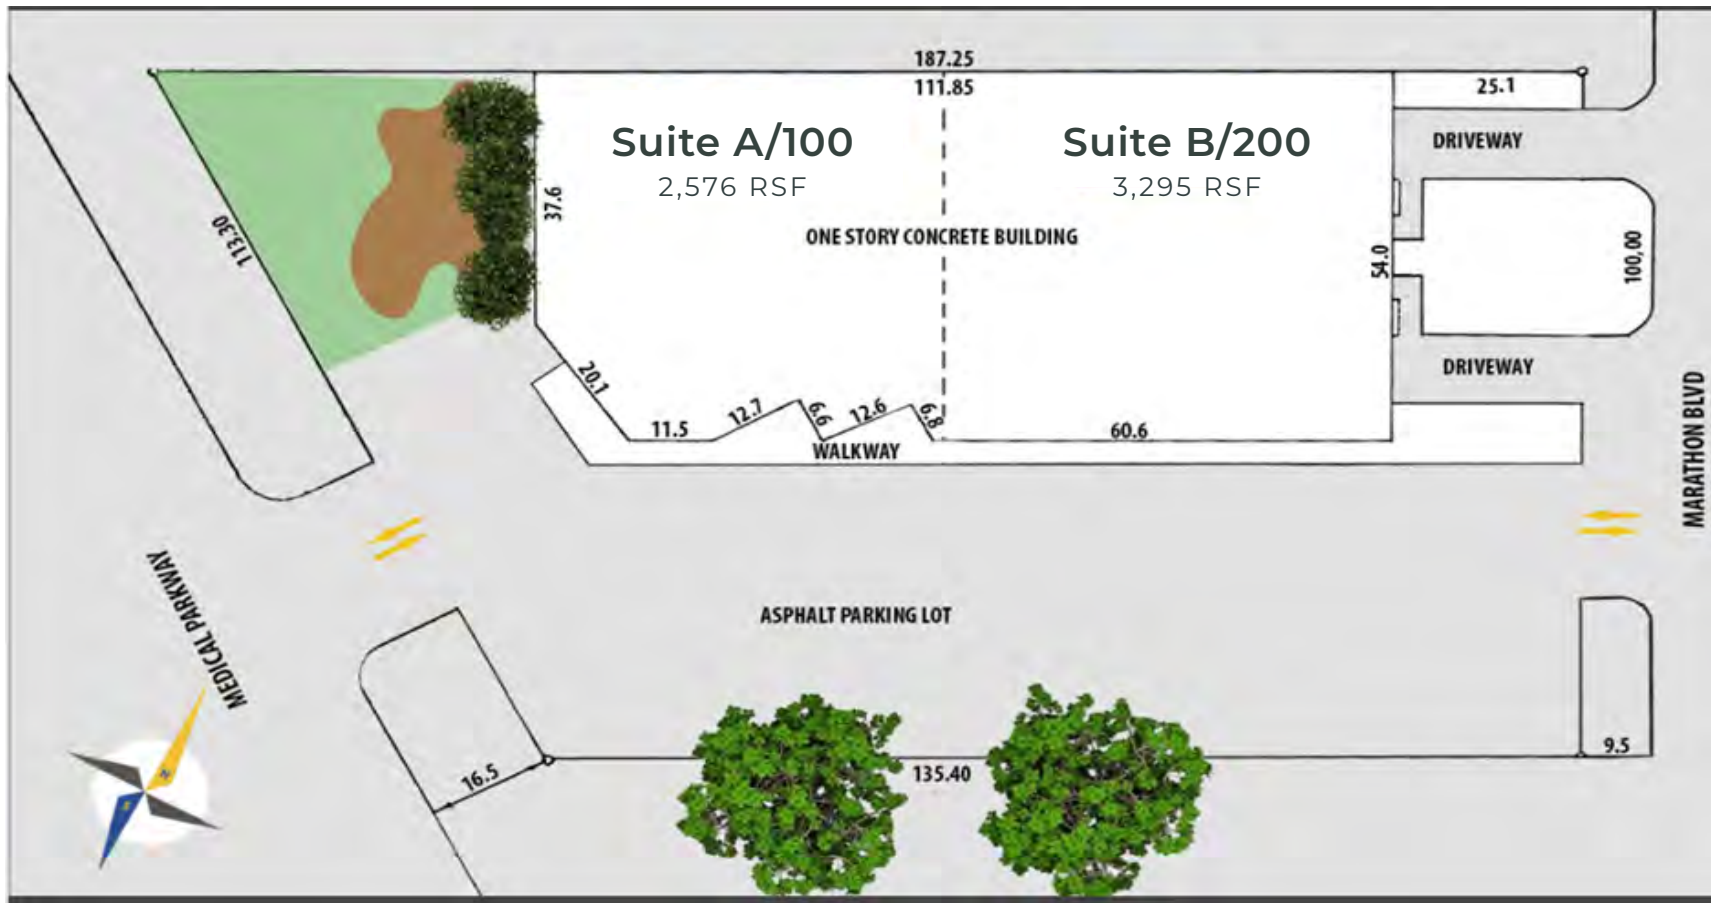 187.25
111.85
25.1
Suite A/100
2,576 RSF
Suite B/200
3,295 RSF
DRIVEWAY
37.6
113.30
ONE STORY CONCRETE BUILDING
54.0
100,00
DRIVEWAY
20.1
11.5
12.7
6.6
12.6
6.8
60.6
WALKWAY
MARATHON BLVD
MEDICAL PARKWAY
ASPHALT PARKING LOT
16.5
135.40
9.5
N
S